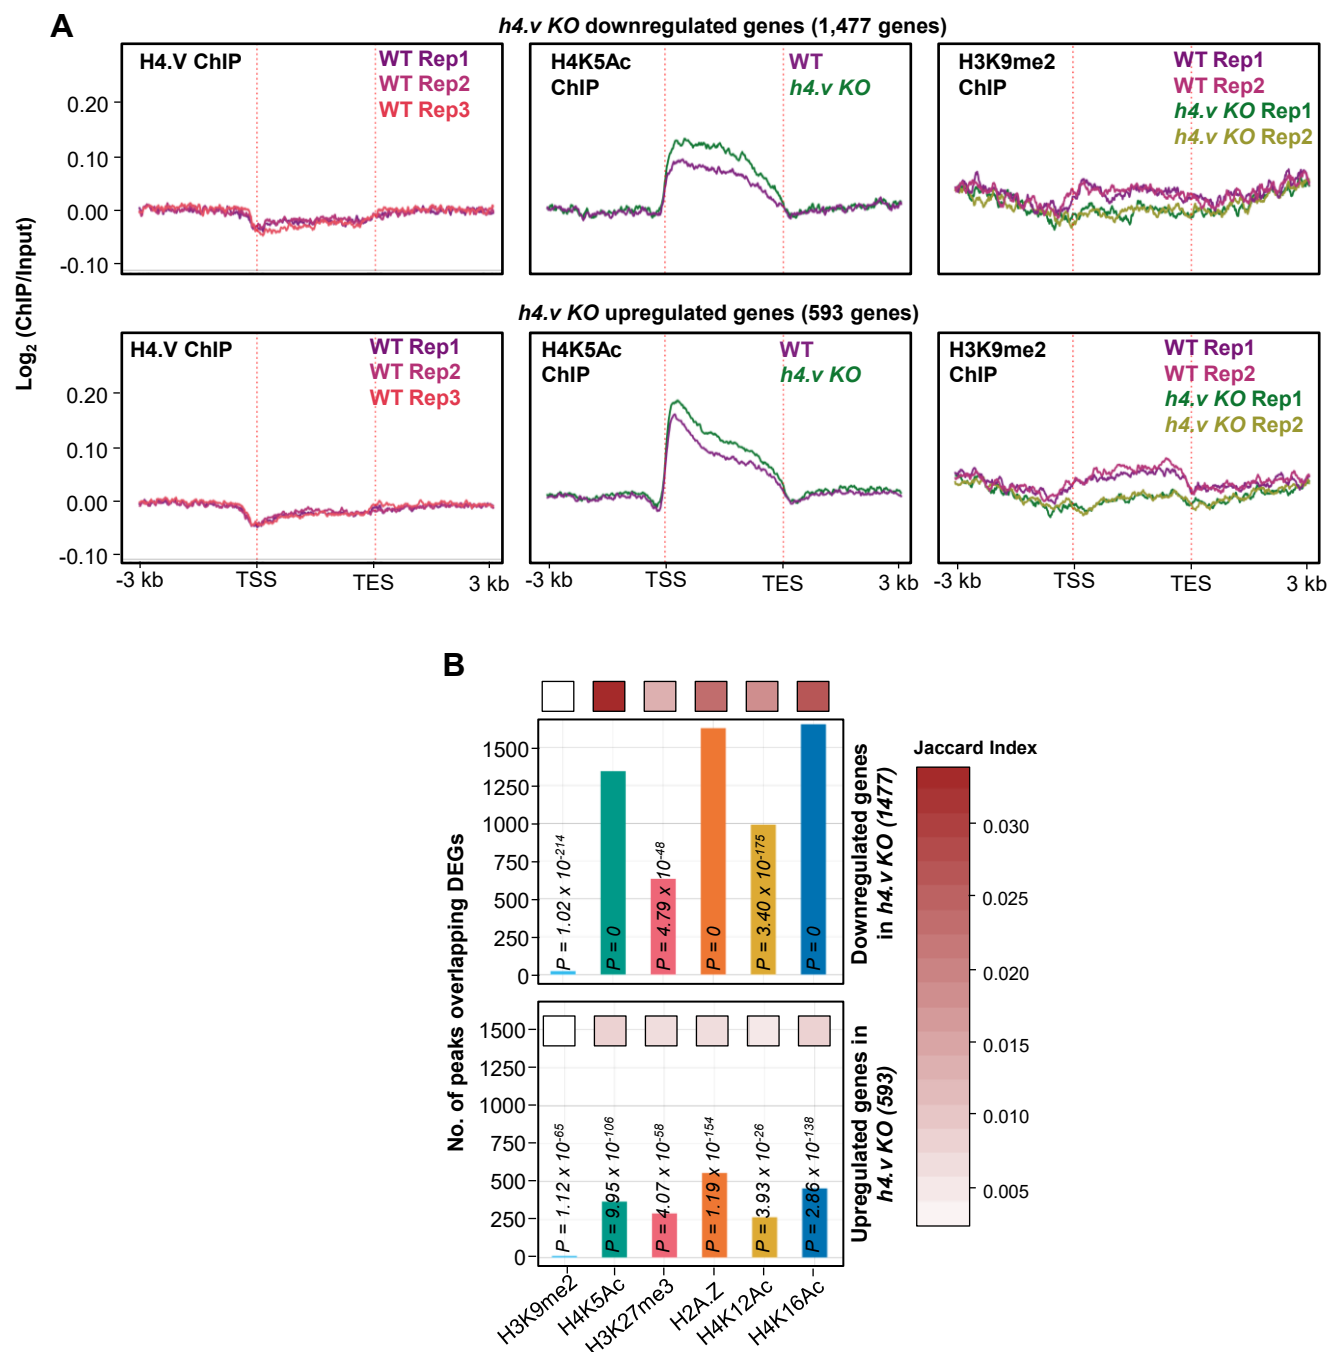 A
h4.v KO downregulated genes (1,477 genes)
Log2 (ChIP/Input)
H4.V ChIP
WT Rep1
WT Rep2
WT Rep3
0.20
0.10
0.00
-0.10
H4K5Ac
ChIP
WT
h4.v KO
H3K9me2
ChIP
WT Rep1
WT Rep2
h4.v KO Rep1
h4.v KO Rep2
h4.v KO upregulated genes (593 genes)
H4.V ChIP
WT Rep1
WT Rep2
WT Rep3
0.20
0.10
0.00
-0.10
-3 kb TSS TES 3 kb
H4K5Ac
ChIP
WT
h4.v KO
-3 kb TSS TES 3 kb
H3K9me2
ChIP
WT Rep1
WT Rep2
h4.v KO Rep1
h4.v KO Rep2
-3 kb TSS TES 3 kb
B
No. of peaks overlapping DEGs
1500
1250
1000
750
500
250
0
P = 1.02 x 10-214
P = 0
P = 4.79 x 10-48
P = 0
P = 3.40 x 10-175
P = 0
Downregulated genes
in h4.v KO (1477)
1500
1250
1000
750
500
250
0
P = 1.12 x 10-65
P = 9.95 x 10-106
P = 4.07 x 10-58
P = 1.19 x 10-154
P = 3.93 x 10-26
P = 2.86 x 10-138
Upregulated genes in
h4.v KO (593)
H3K9me2
H4K5Ac
H3K27me3
H2A.Z
H4K12Ac
H4K16Ac
Jaccard Index
0.030
0.025
0.020
0.015
0.010
0.005